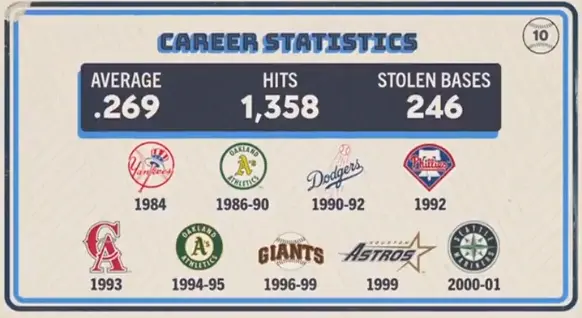 CAREER STATISTICS
10
AVERAGE HITS STOLEN BASES
.269 1,358 246
Yankees OAKLAND A's ATHLETICS Dodgers Phillies
1984 1986-90 1990-92 1992
CA OAKLAND A's ATHLETICS GIANTS HOUSTON ASTROS SEATTLE MARINERS
1993 1994-95 1996-99 1999 2000-01